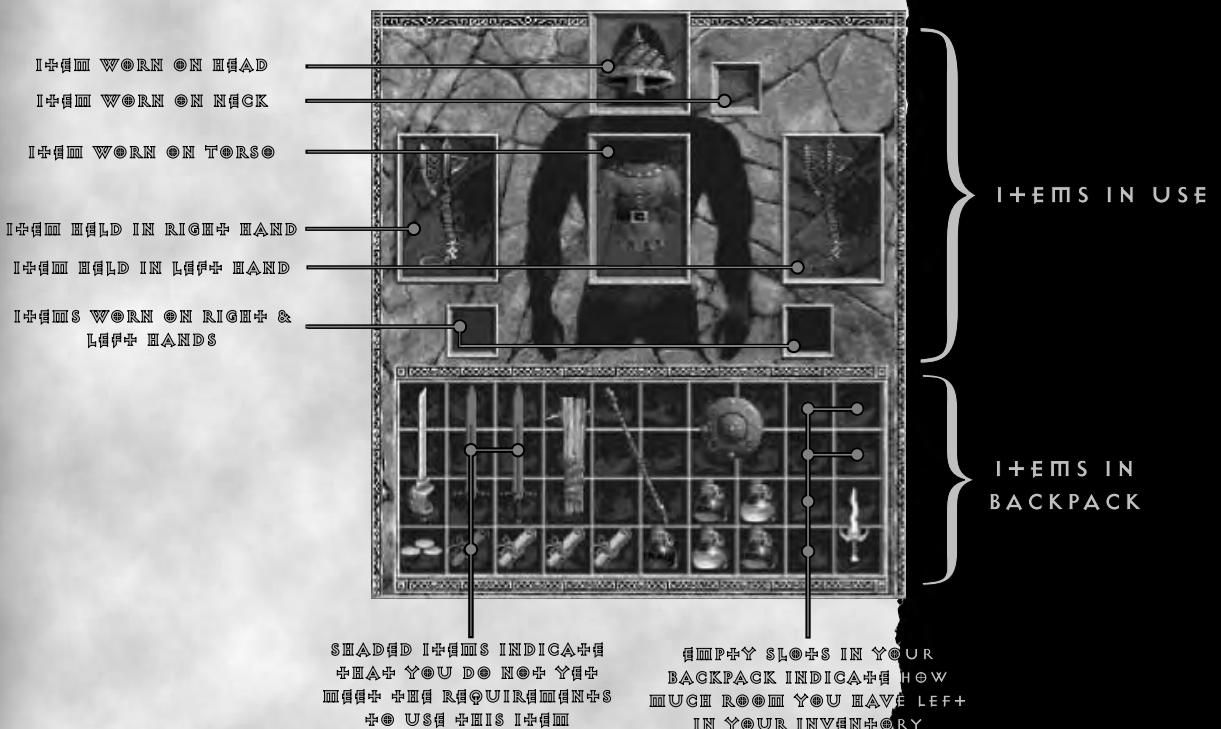 ITEM WORN ON HEAD
ITEM WORN ON NECK
ITEM WORN ON TORSO
ITEM HELD IN RIGHT HAND
ITEM HELD IN LEFT HAND
ITEMS WORN ON RIGHT &
LEFT HANDS
ITEMS IN USE
ITEMS IN
BACKPACK
SHADED ITEMS INDICATE
THAT YOU DO NOT YET
MEET THE REQUIREMENTS
TO USE THIS ITEM
EMPTY SLOTS IN YOUR
BACKPACK INDICATE HOW
MUCH ROOM YOU HAVE LEFT
IN YOUR INVENTORY